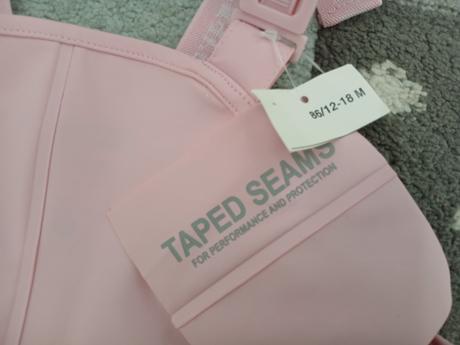 86/12-18 M
TAPED SEAMS
FOR PERFORMANCE AND PROTECTION